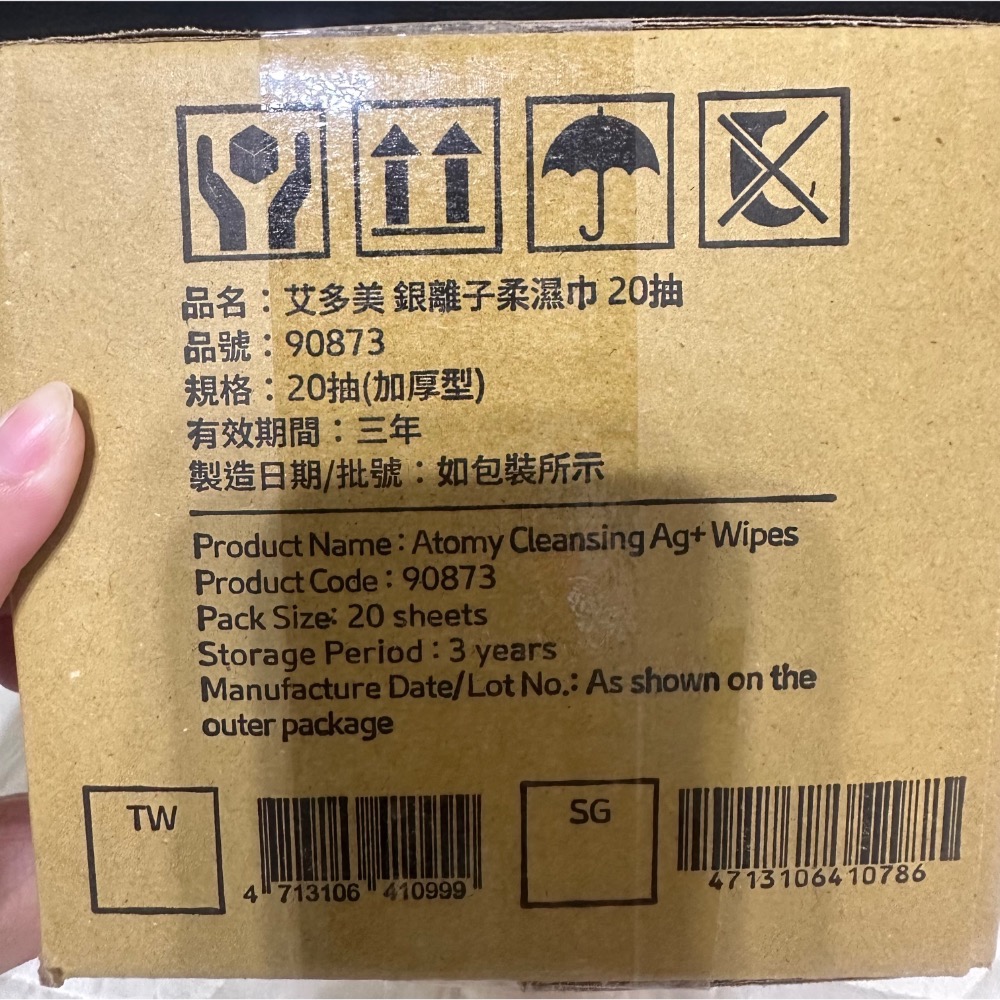 品名：艾多美 銀離子柔濕巾 20抽
品號：90873
規格：20抽(加厚型)
有效期間：三年
製造日期/批號：如包裝所示
Product Name : Atomy Cleansing Ag+ Wipes
Product Code : 90873
Pack Size: 20 sheets
Storage Period : 3 years
Manufacture Date/Lot No.: As shown on the
outer package
TW
4 713106 410999
SG
4713106410786